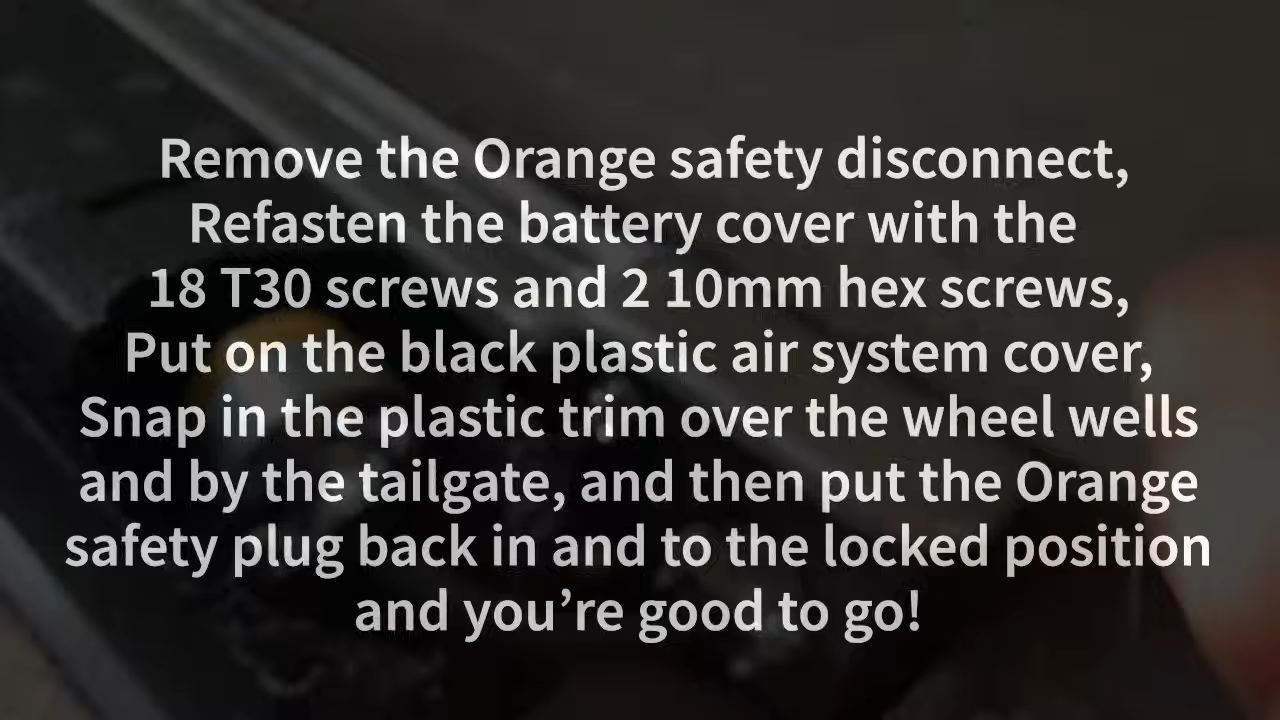 Remove the Orange safety disconnect,
Refasten the battery cover with the
18 T30 screws and 2 10mm hex screws,
Put on the black plastic air system cover,
Snap in the plastic trim over the wheel wells
and by the tailgate, and then put the Orange
safety plug back in and to the locked position
and you’re good to go!